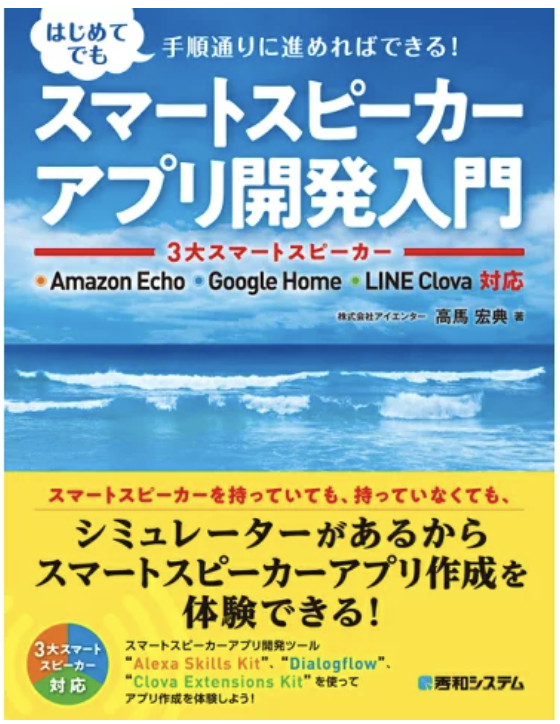 はじめて
でも
手順通りに進めればできる！
スマートスピーカー
アプリ開発入門
3大スマートスピーカー
Amazon Echo Google Home LINE Clova 対応
株式会社アイエンター 高馬 宏典 著
スマートスピーカーを持っていても、持っていなくても、
シミュレーターがあるから
スマートスピーカーアプリ作成を
体験できる！
3大スマート
スピーカー
対応
スマートスピーカーアプリ開発ツール
“Alexa Skills Kit”、“Dialogflow”、
“Clova Extensions Kit”を使って
アプリ作成を体験しよう！
秀和システム